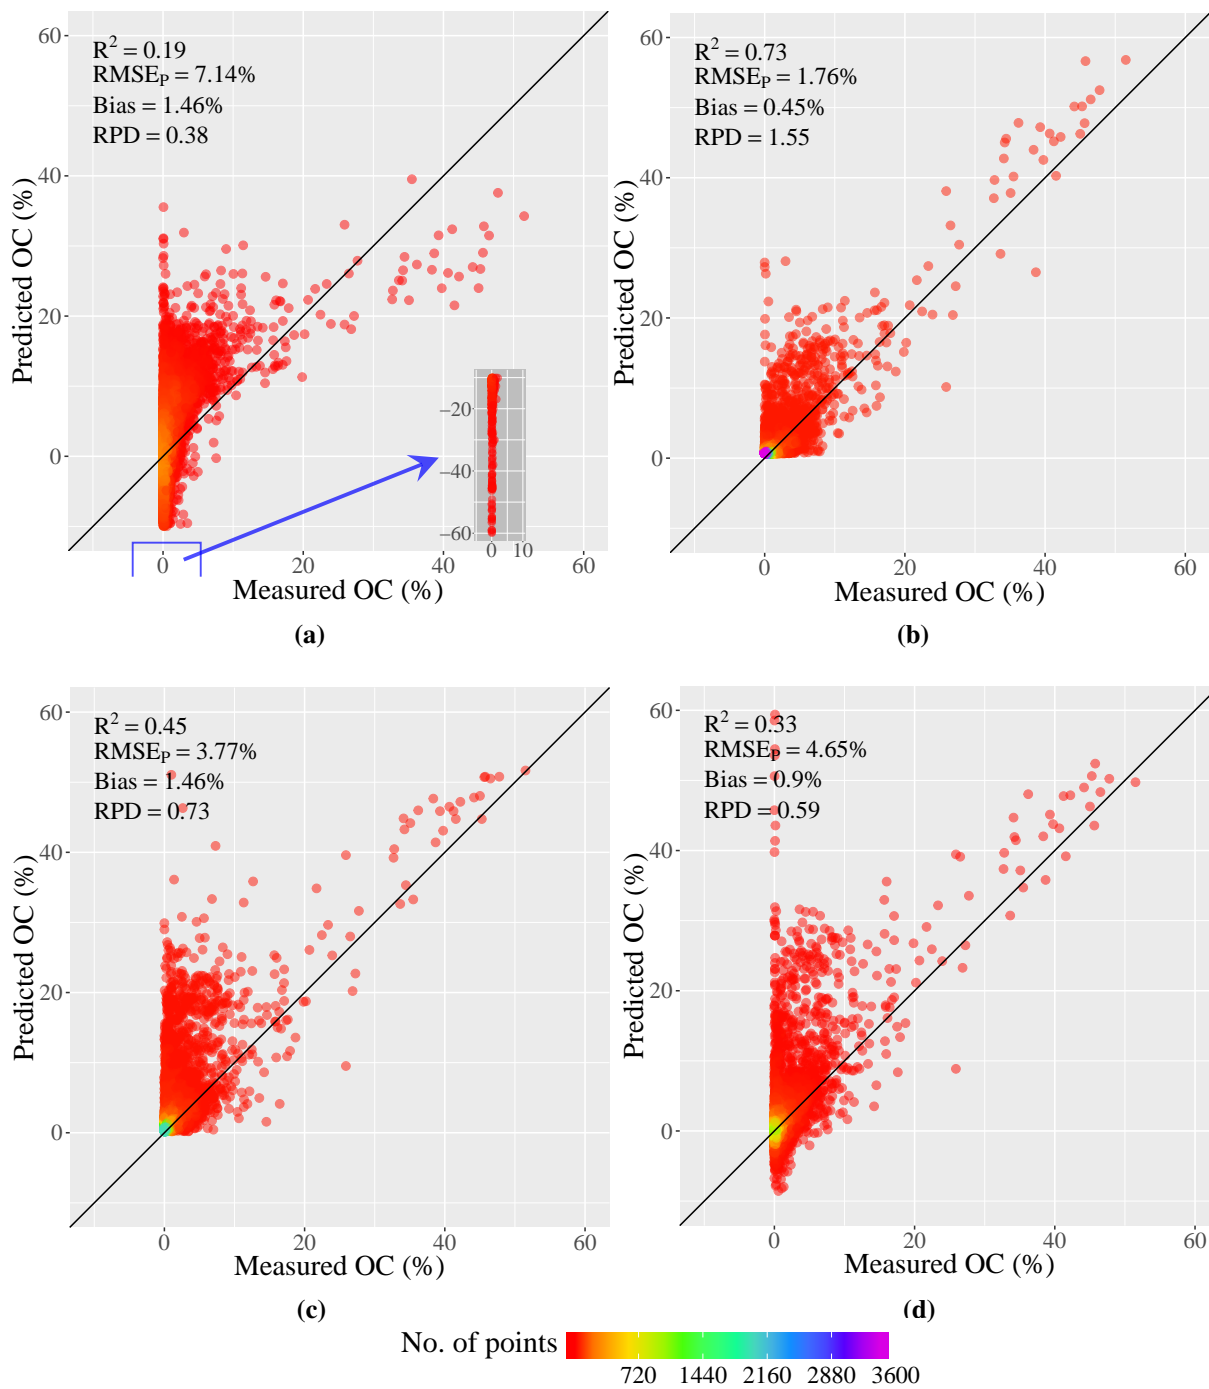 R² = 0.19
RMSEP = 7.14%
Bias = 1.46%
RPD = 0.38
60
40
20
0
Predicted OC (%)
−20
−40
−60
0 10
0 20 40 60
Measured OC (%)
(a)
R² = 0.73
RMSEP = 1.76%
Bias = 0.45%
RPD = 1.55
60
40
20
0
Predicted OC (%)
0 20 40 60
Measured OC (%)
(b)
R² = 0.45
RMSEP = 3.77%
Bias = 1.46%
RPD = 0.73
60
40
20
0
Predicted OC (%)
0 20 40 60
Measured OC (%)
(c)
R² = 0.33
RMSEP = 4.65%
Bias = 0.9%
RPD = 0.59
60
40
20
0
Predicted OC (%)
0 20 40 60
Measured OC (%)
(d)
No. of points
720 1440 2160 2880 3600